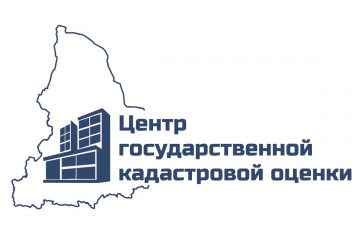 Центр
государственной
кадастровой оценки